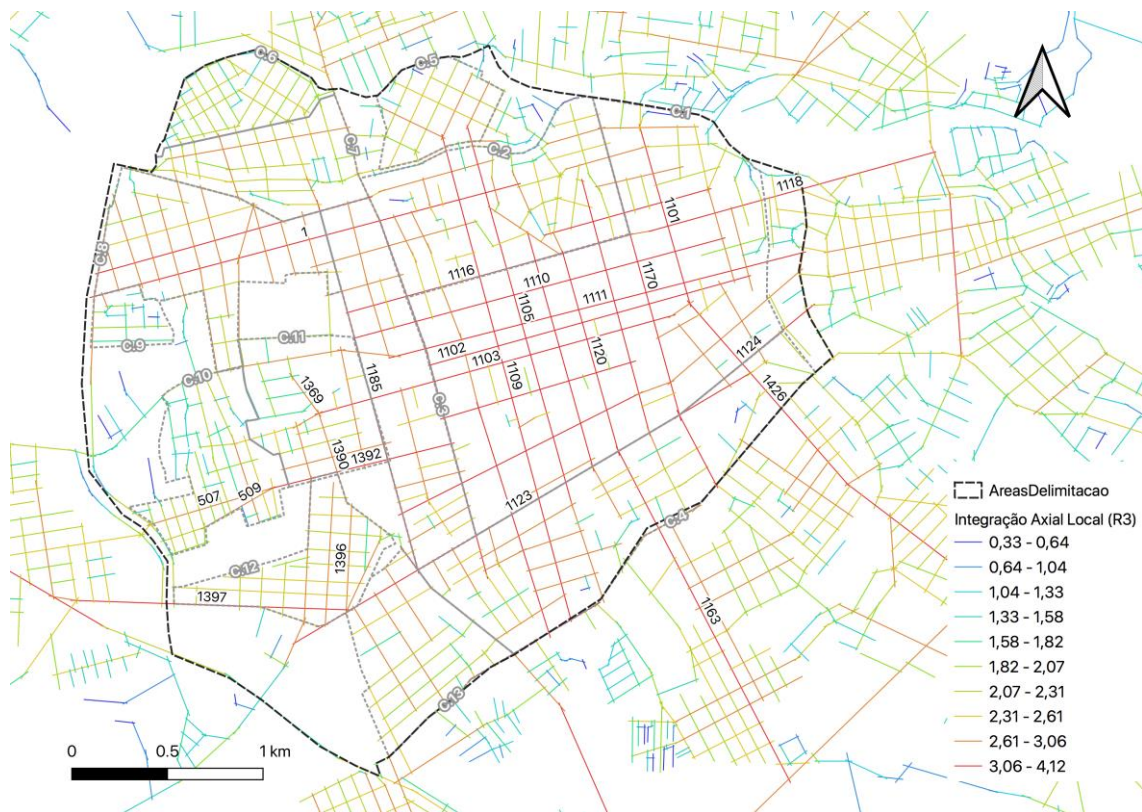 C.6
C.5
C.1
C.7
C.2
1118
1101
C.8
1
1116
1110
1170
1111
1105
C.9
C.11
1102
1103
1120
1124
C.10
1369
1185
1109
1426
C.3
1390
1392
507
509
1123
C.4
1396
C.12
1397
1163
C.13
AreasDelimitacao
Integração Axial Local (R3)
0,33 - 0,64
0,64 - 1,04
1,04 - 1,33
1,33 - 1,58
1,58 - 1,82
1,82 - 2,07
2,07 - 2,31
2,31 - 2,61
2,61 - 3,06
3,06 - 4,12
0 0.5 1 km